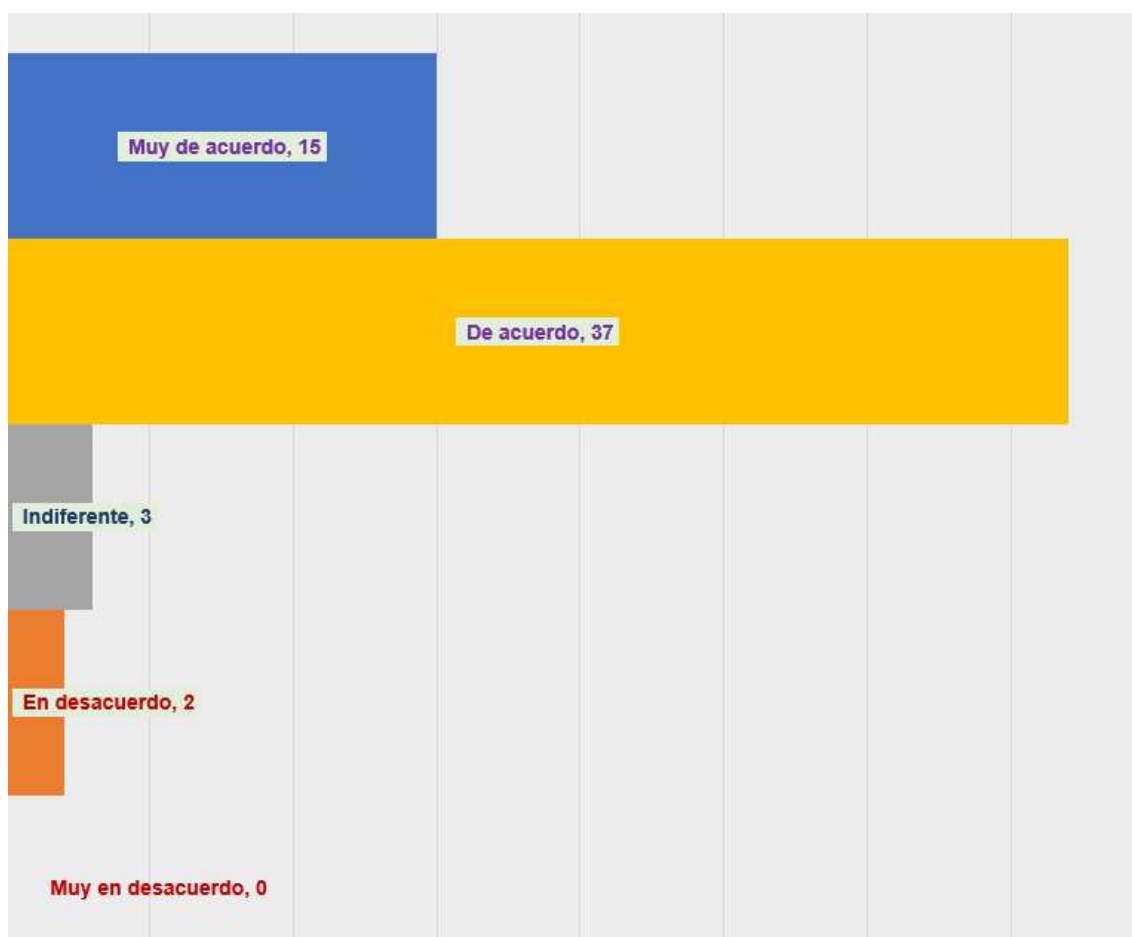 Muy de acuerdo, 15
De acuerdo, 37
Indiferente, 3
En desacuerdo, 2
Muy en desacuerdo, 0